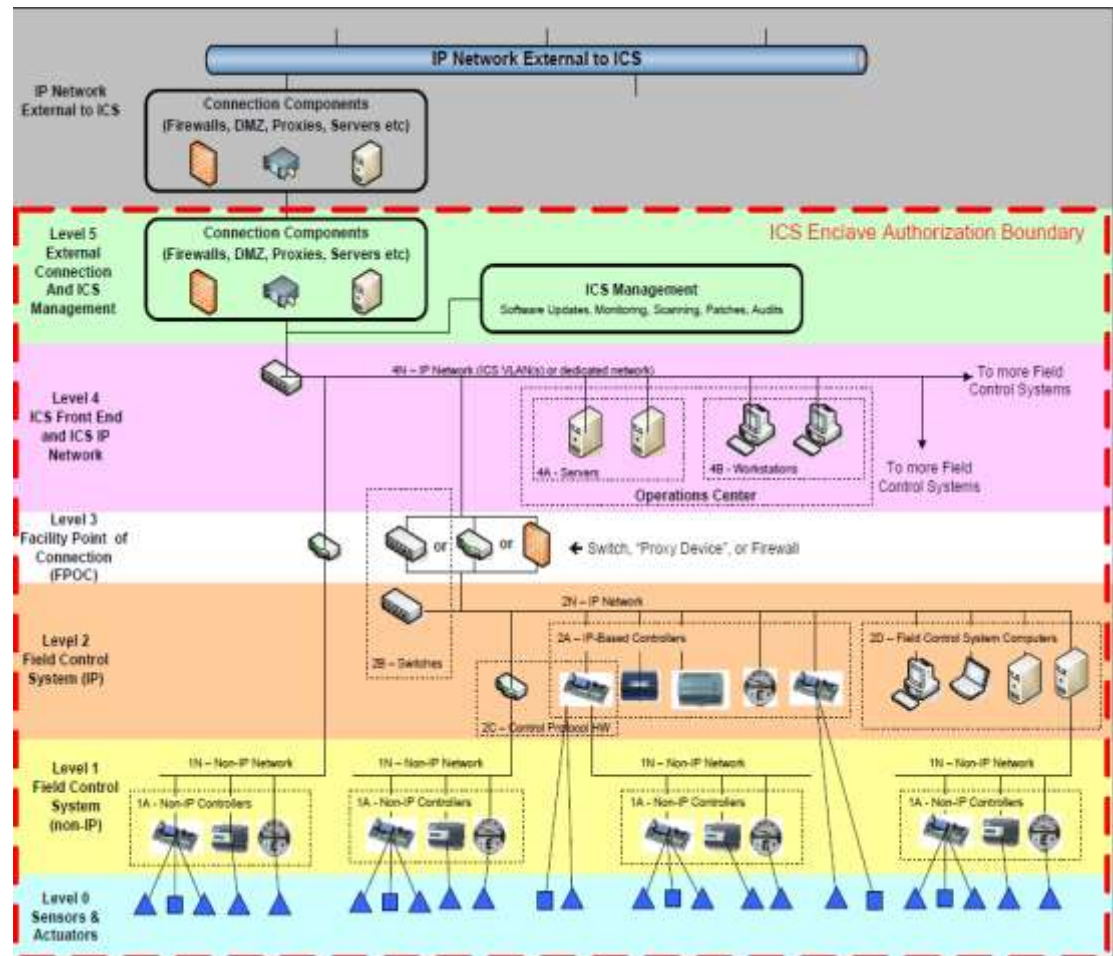 IP Network External to ICS
IP Network
External to ICS
Connection Components
(Firewalls, DMZ, Proxies, Servers etc)
Level 5
External
Connection
And ICS
Management
Connection Components
(Firewalls, DMZ, Proxies, Servers etc)
ICS Enclave Authorization Boundary
ICS Management
Software Updates, Monitoring, Scanning, Patches, Audits
Level 4
ICS Front End
and ICS IP
Network
4N – IP Network (ICS VLAN(s) or dedicated network)
To more Field
Control Systems
4A - Servers
4B - Workstations
Operations Center
To more Field
Control Systems
Level 3
Facility Point of
Connection
(FPOC)
or
or
← Switch, "Proxy Device", or Firewall
Level 2
Field Control
System (IP)
2N – IP Network
2A – IP-Based Controllers
2D – Field Control System Computers
2B – Switches
2C – Control Protocol HW
Level 1
Field Control
System
(non-IP)
1N – Non-IP Network
1N – Non-IP Network
1N – Non-IP Network
1N – Non-IP Network
1A - Non-IP Controllers
1A - Non-IP Controllers
1A - Non-IP Controllers
1A - Non-IP Controllers
Level 0
Sensors &
Actuators